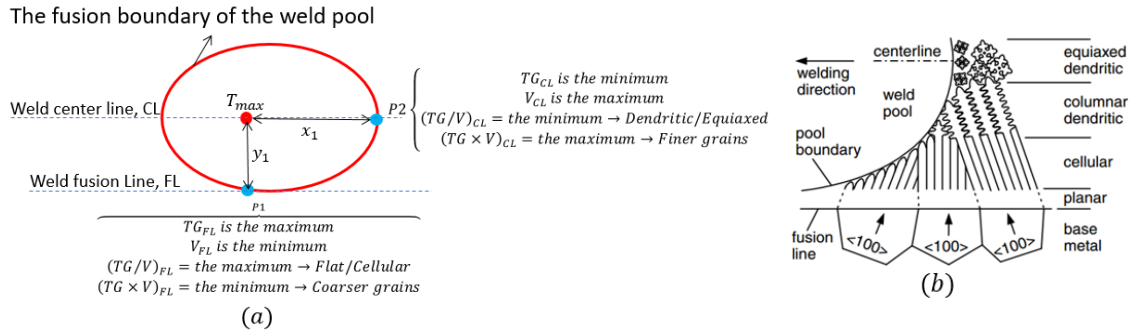 The fusion boundary of the weld pool
Weld center line, CL
T_max
x_1
y_1
P2
TG_CL is the minimum
V_CL is the maximum
(TG/V)_CL = the minimum → Dendritic/Equiaxed
(TG × V)_CL = the maximum → Finer grains
Weld fusion Line, FL
P1
TG_FL is the maximum
V_FL is the minimum
(TG/V)_FL = the maximum → Flat/Cellular
(TG × V)_FL = the minimum → Coarser grains
(a)
centerline
welding
direction
weld
pool
pool
boundary
fusion
line
equiaxed
dendritic
columnar
dendritic
cellular
planar
base
metal
<100>
<100>
<100>
(b)